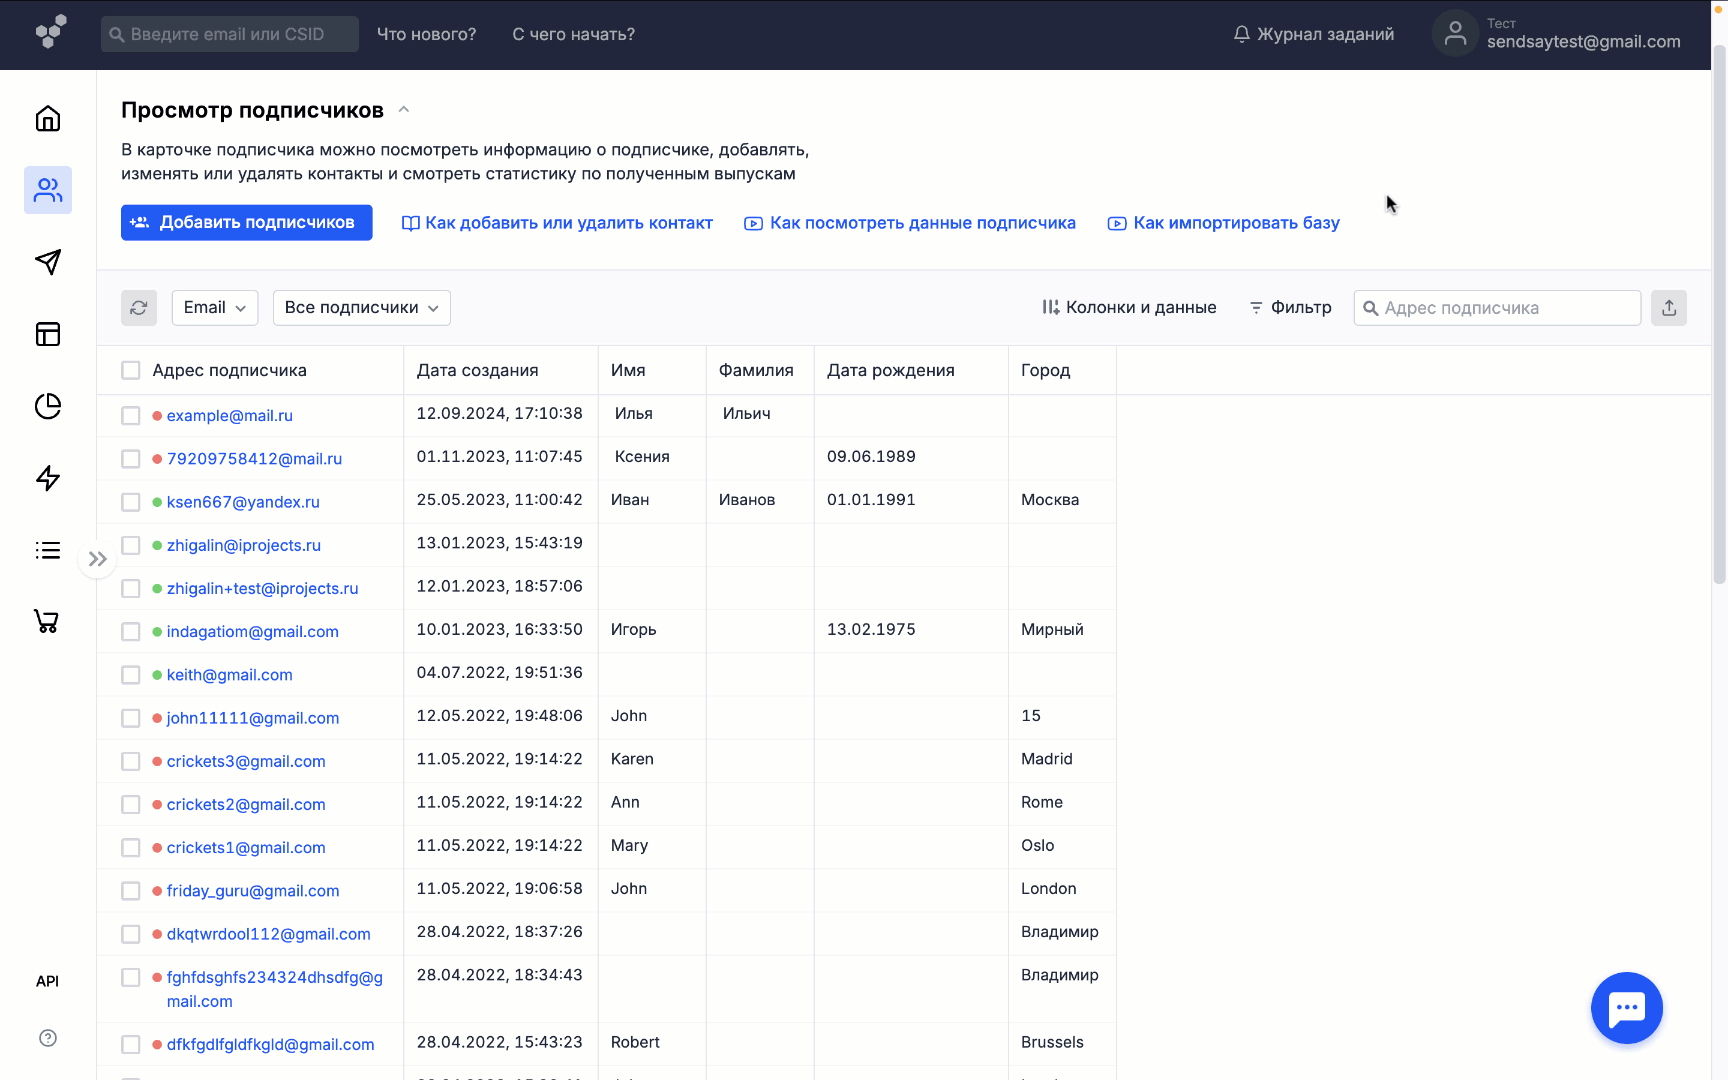 Введите email или CSID
Что нового?
С чего начать?
Журнал заданий
Тест
sendsaytest@gmail.com
Просмотр подписчиков
В карточке подписчика можно посмотреть информацию о подписчике, добавлять,
изменять или удалять контакты и смотреть статистику по полученным выпускам
Добавить подписчиков
Как добавить или удалить контакт
Как посмотреть данные подписчика
Как импортировать базу
Email
Все подписчики
Колонки и данные
Фильтр
Адрес подписчика
Адрес подписчика Дата создания Имя Фамилия Дата рождения Город
example@mail.ru 12.09.2024, 17:10:38 Илья Ильич
79209758412@mail.ru 01.11.2023, 11:07:45 Ксения 09.06.1989
ksen667@yandex.ru 25.05.2023, 11:00:42 Иван Иванов 01.01.1991 Москва
zhigalin@iprojects.ru 13.01.2023, 15:43:19
zhigalin+test@iprojects.ru 12.01.2023, 18:57:06
indagatiom@gmail.com 10.01.2023, 16:33:50 Игорь 13.02.1975 Мирный
keith@gmail.com 04.07.2022, 19:51:36
john11111@gmail.com 12.05.2022, 19:48:06 John 15
crickets3@gmail.com 11.05.2022, 19:14:22 Karen Madrid
crickets2@gmail.com 11.05.2022, 19:14:22 Ann Rome
crickets1@gmail.com 11.05.2022, 19:14:22 Mary Oslo
friday_guru@gmail.com 11.05.2022, 19:06:58 John London
dkqtwrdool112@gmail.com 28.04.2022, 18:37:26 Владимир
fghfdsghfs234324dhsdfg@g 28.04.2022, 18:34:43 Владимир
mail.com
dfkfgdlfgldfkgld@gmail.com 28.04.2022, 15:43:23 Robert Brussels
API